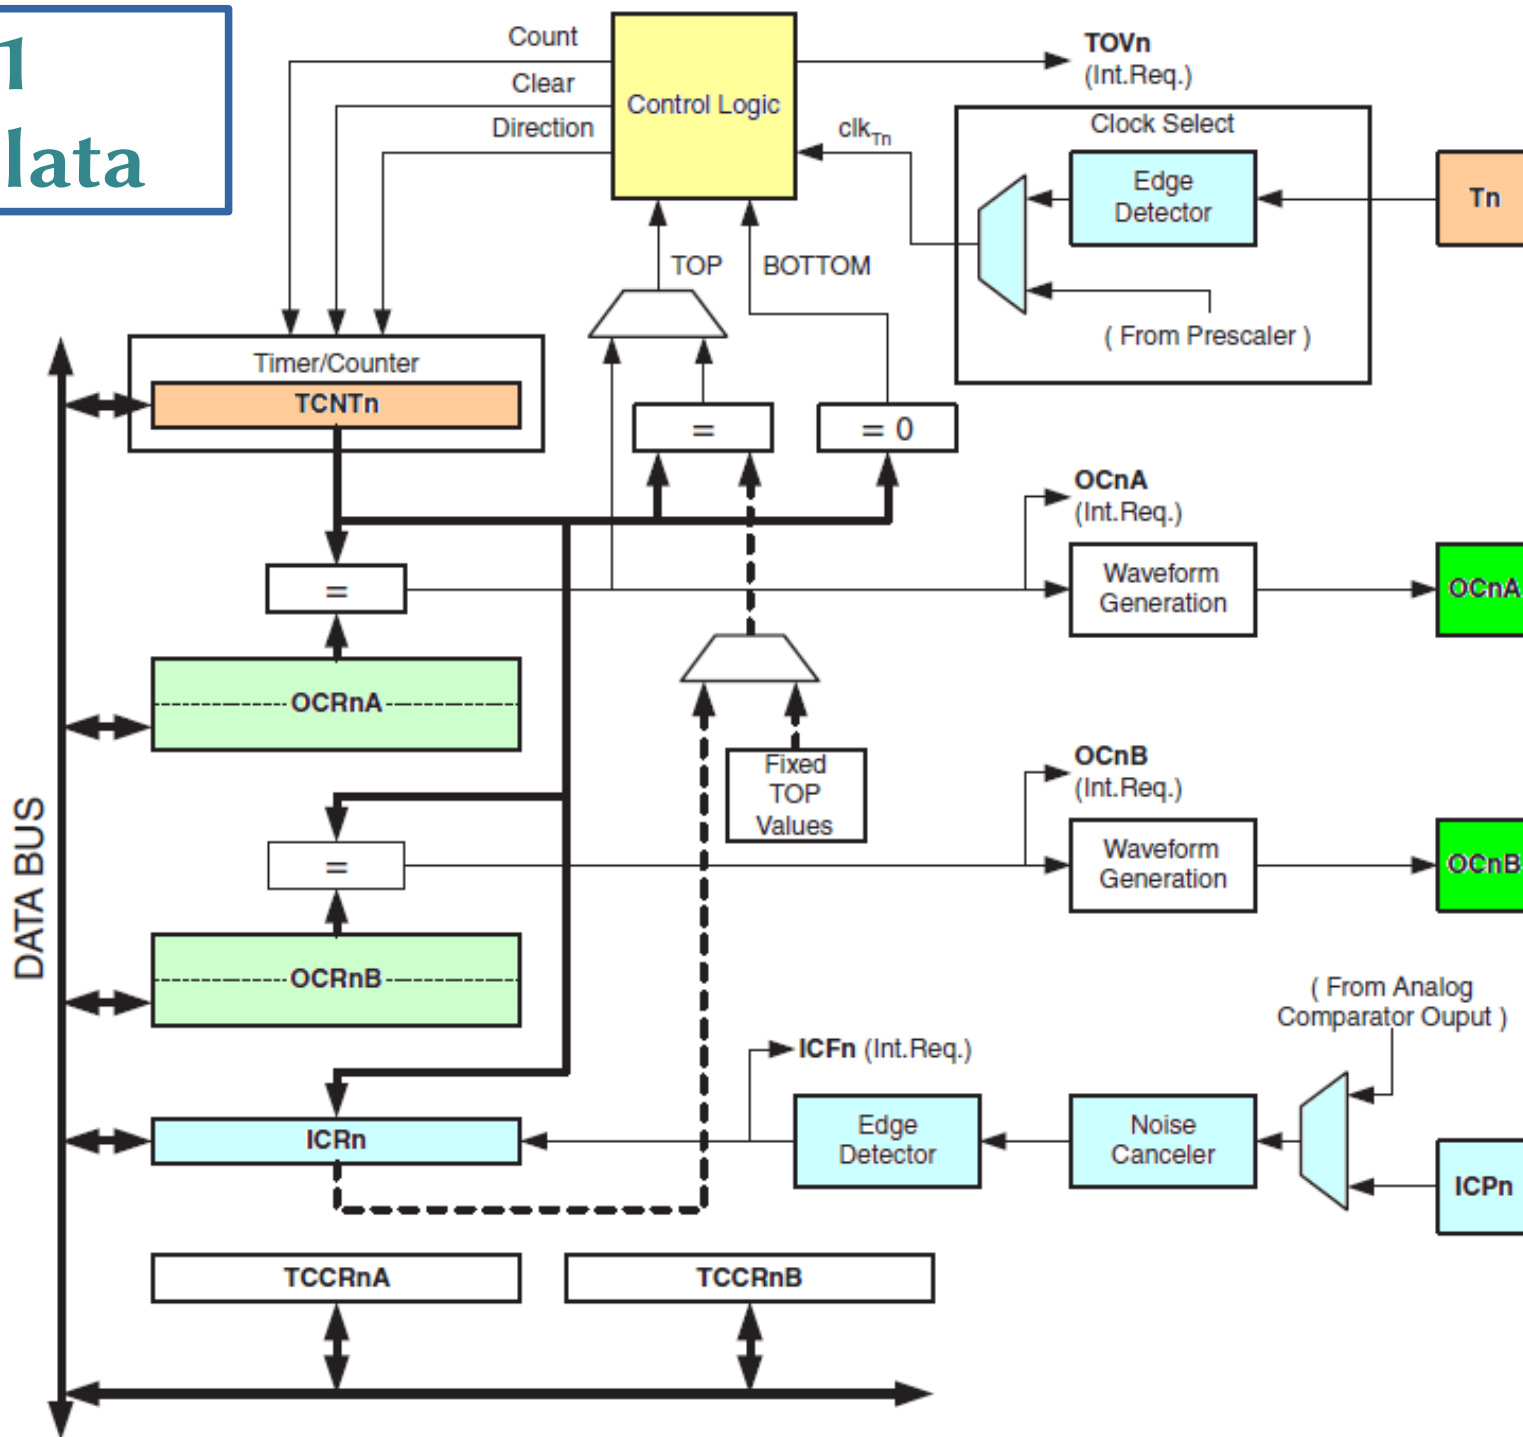 1
lata
Count
Clear
Direction
Control Logic
TOVn
(Int.Req.)
clkTn
Clock Select
Edge
Detector
Tn
( From Prescaler )
TOP
BOTTOM
Timer/Counter
TCNTn
=
= 0
OCnA
(Int.Req.)
=
Waveform
Generation
OCnA
OCRnA
Fixed
TOP
Values
OCnB
(Int.Req.)
=
Waveform
Generation
OCnB
OCRnB
DATA BUS
( From Analog
Comparator Ouput )
ICFn (Int.Req.)
ICRn
Edge
Detector
Noise
Canceler
ICPn
TCCRnA
TCCRnB